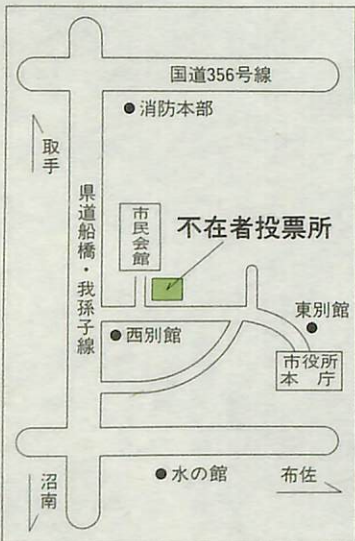 国道356号線
消防本部
取手
県道船橋・我孫子線
市民会館
不在者投票所
東別館
西別館
市役所
本庁
水の館
布佐
沼南